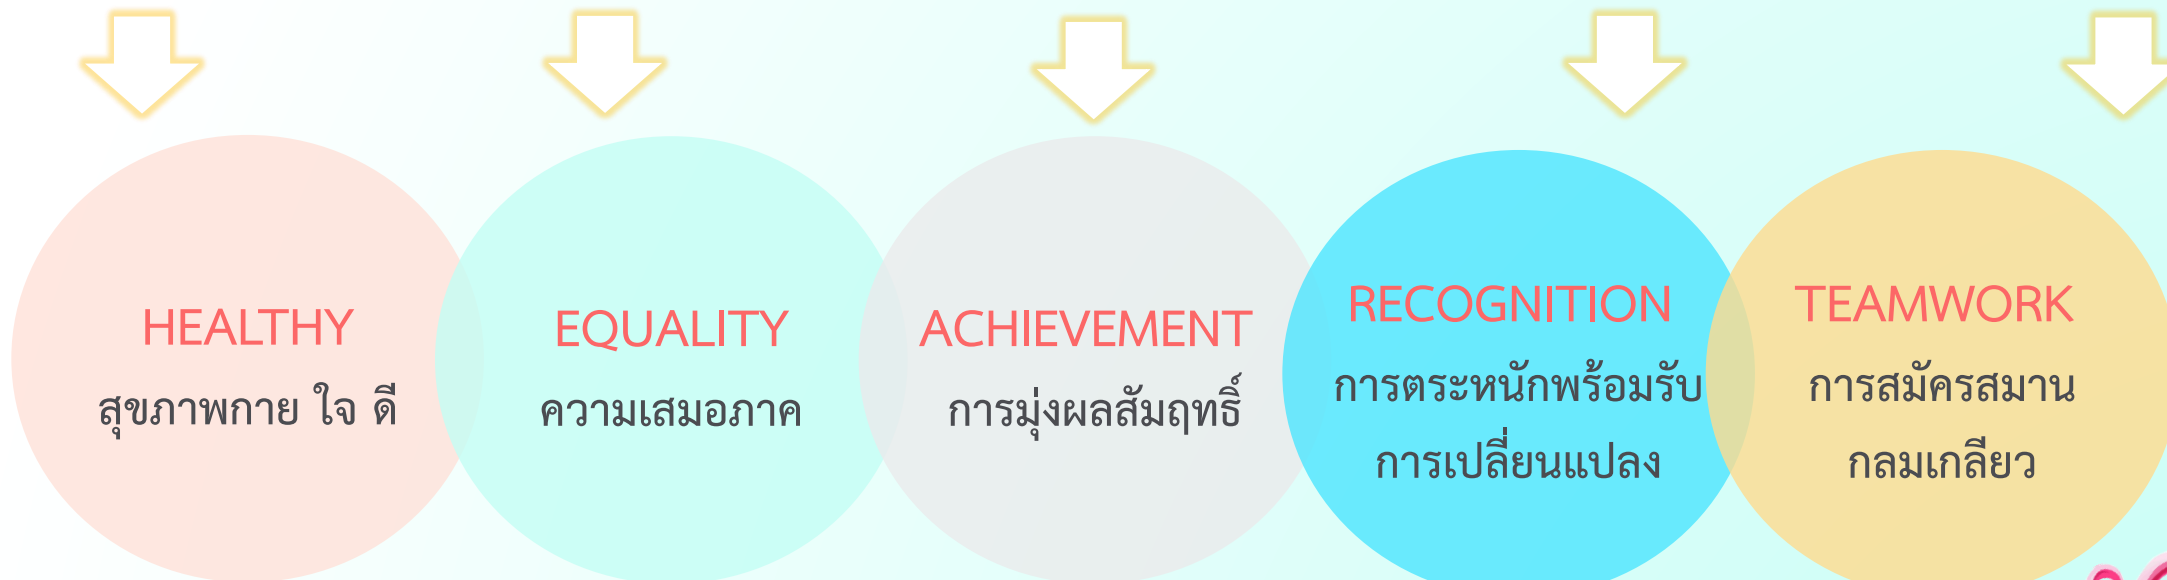 HEALTHY
สุขภาพกาย ใจ ดี
EQUALITY
ความเสมอภาค
ACHIEVEMENT
การมุ่งผลสัมฤทธิ์
RECOGNITION
การตระหนักพร้อมรับ
การเปลี่ยนแปลง
TEAMWORK
การสมัครสมาน
กลมเกลียว